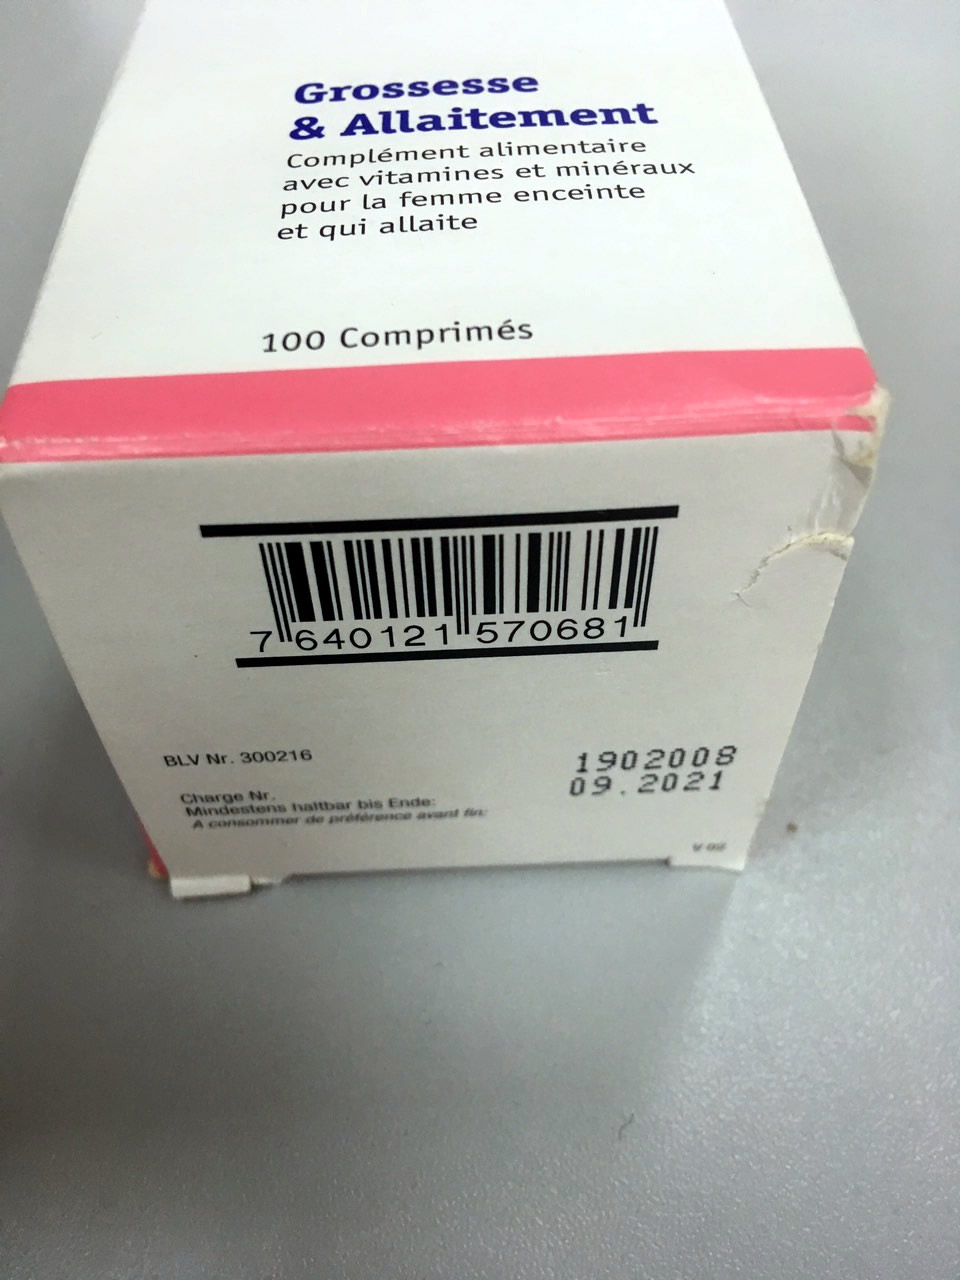 Grossesse
& Allaitement
Complément alimentaire
avec vitamines et minéraux
pour la femme enceinte
et qui allaite
100 Comprimés
7 640121 570681
BLV Nr. 300216
1902008
09.2021
Charge Nr.
Mindestens haltbar bis Ende:
A consommer de préférence avant fin:
V 02